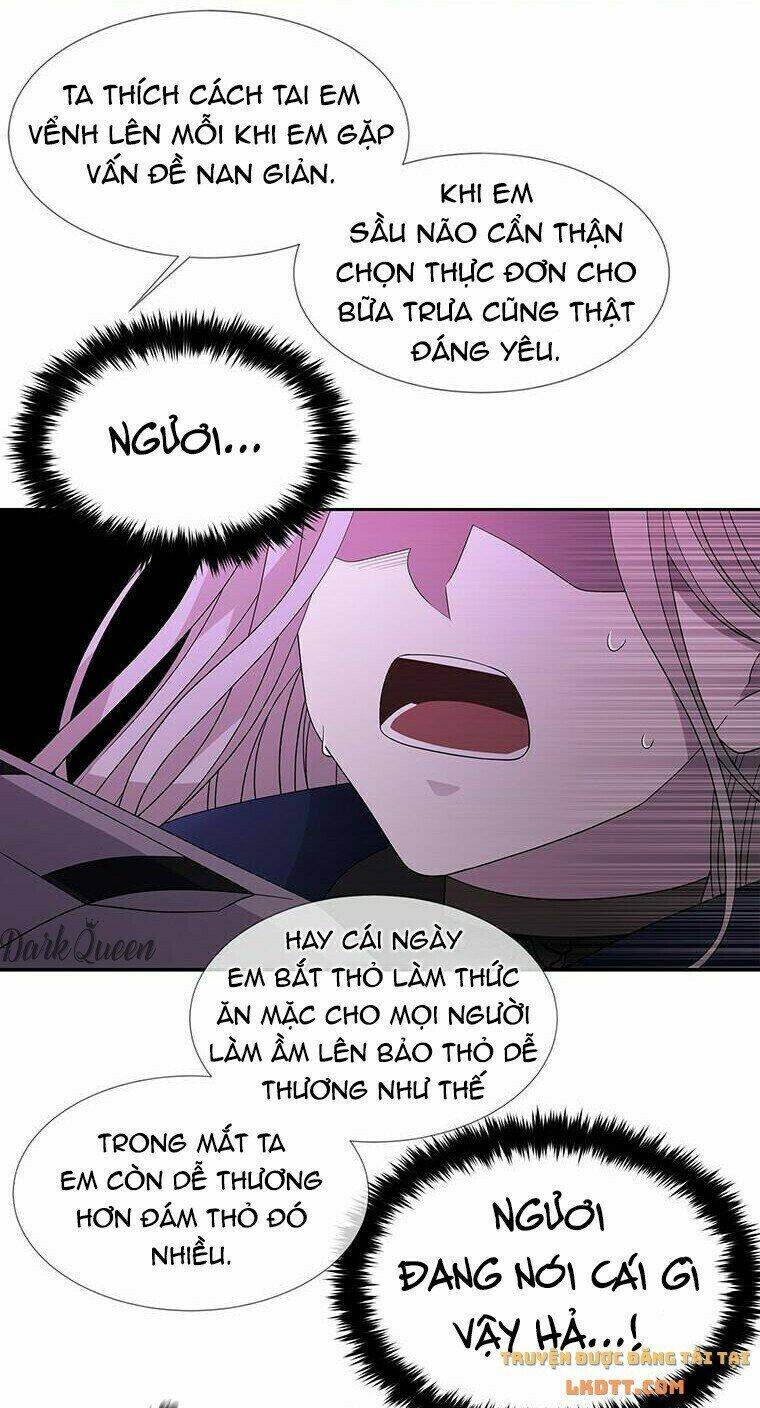 TA THÍCH CÁCH TAI EM
VỂNH LÊN MỖI KHI EM GẶP
VẤN ĐỀ NAN GIẢN.
KHI EM
SẦU NÃO CẨN THẬN
CHỌN THỰC ĐƠN CHO
BỮA TRƯA CŨNG THẬT
ĐÁNG YÊU.
NGƯƠI...
DarkQueen
HAY CÁI NGÀY
EM BẮT THỎ LÀM THỨC
ĂN MẶC CHO MỌI NGƯỜI
LÀM ẦM LÊN BẢO THỎ DỄ
THƯƠNG NHƯ THẾ
TRONG MẮT TA
EM CÒN DỄ THƯƠNG
HƠN ĐÁM THỎ ĐÓ
NHIỀU.
NGƯƠI
ĐANG NÓI CÁI GÌ
VẬY HẢ...!
TRUYỆN ĐƯỢC ĐĂNG TẢI TẠI
LKDTT.COM